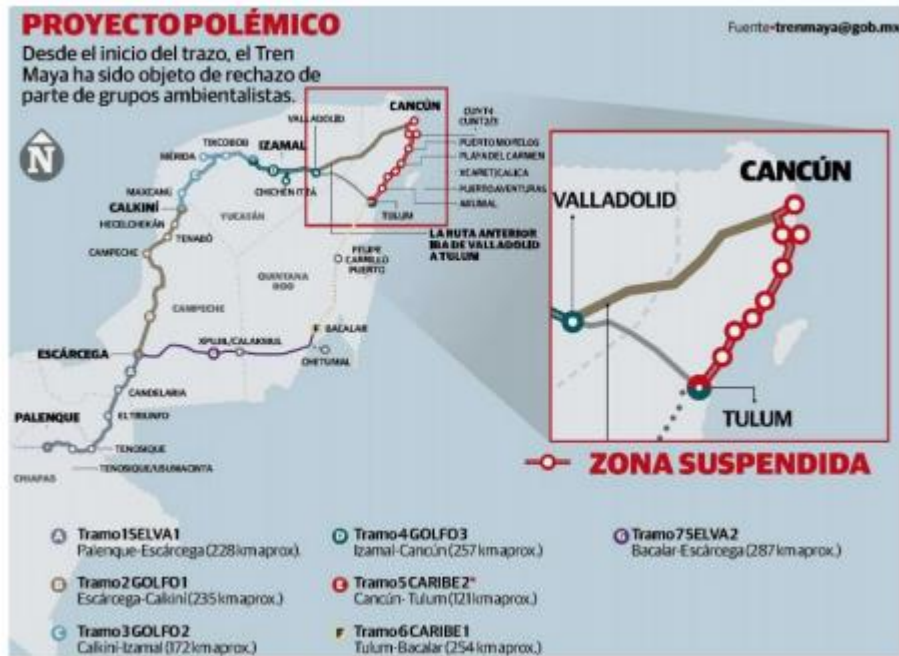 PROYECTO POLÉMICO
Desde el inicio del trazo, el Tren
Maya ha sido objeto de rechazo de
parte de grupos ambientalistas.
Fuente•trenmaya@gob.mx
N
CANCÚN
VALLADOLID
TIXCOCOB
IZAMAL
MÉRIDA
CHICHÉN ITZÁ
MAXCANÚ
CALKINÍ
YUCATÁN
HECELCHAKÁN
TENABÓ
CAMPECHE
PUERTO MORELOS
PLAYA DEL CARMEN
XCARET/CALICA
PUERTO AVENTURAS
AKUMAL
TULUM
LA RUTA ANTERIOR
IBA DE VALLADOLID
A TULUM
FELIPE
CARRILLO
PUERTO
QUINTANA
ROO
CAMPECHE
BACALAR
XPUJIL/CALAKMUL
CHETUMAL
ESCÁRCEGA
CANDELARIA
PALENQUE
EL TRIUNFO
TENOSIQUE
TENOSIQUE/USUMACINTA
CHIAPAS
CANCÚN
VALLADOLID
TULUM
ZONA SUSPENDIDA
A Tramo 1 SELVA 1
Palenque-Escárcega (228 km aprox).
Tramo 2 GOLFO 1
Escárcega-Calkiní (235 km aprox.)
C Tramo 3 GOLFO 2
Calkiní-Izamal (172 km aprox.)
D Tramo 4 GOLFO 3
Izamal-Cancún (257 km aprox.)
E Tramo 5 CARIBE 2*
Cancún- Tulum (121 km aprox.)
F Tramo 6 CARIBE 1
Tulum-Bacalar (254 km aprox.)
G Tramo 7 SELVA 2
Bacalar-Escárcega (287 km aprox.)